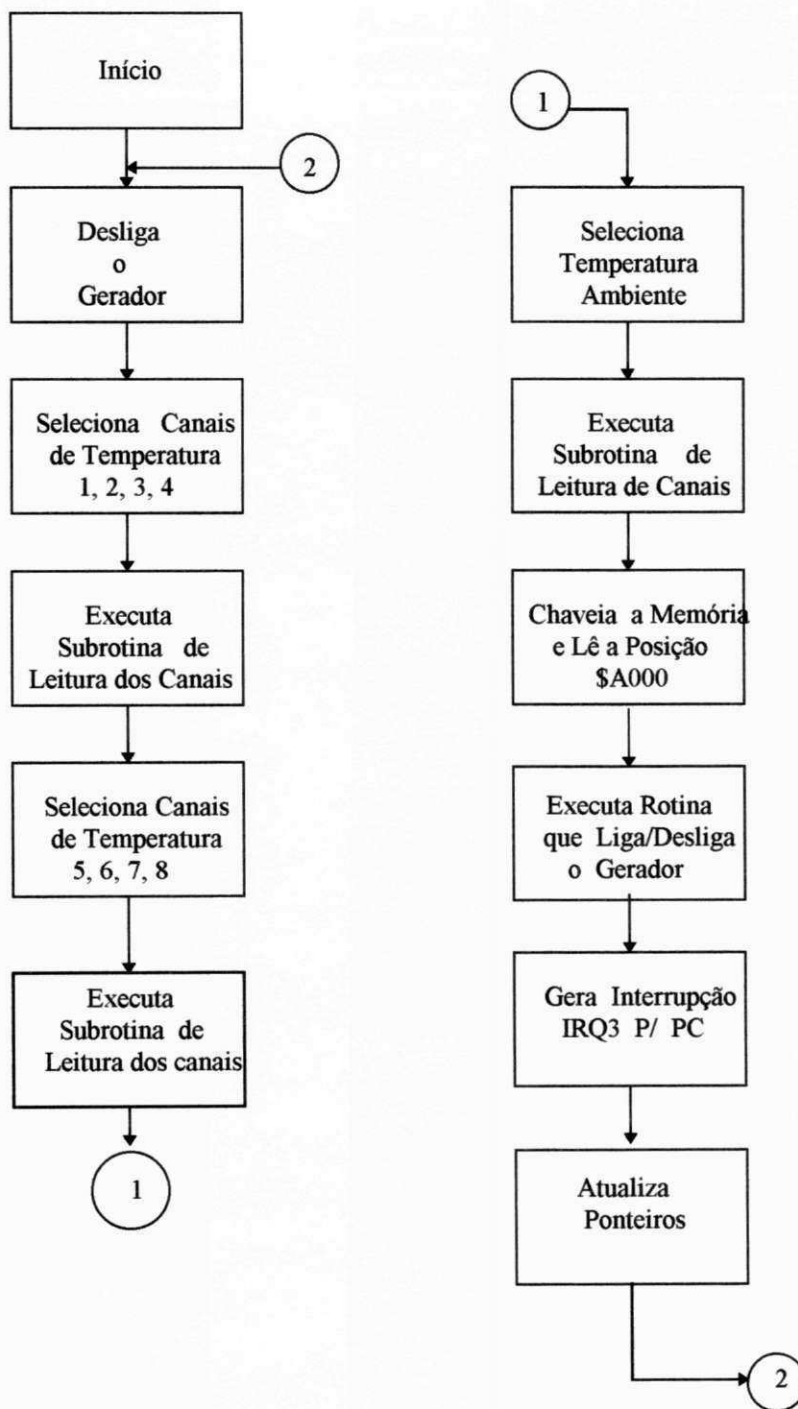 Início
2
Desliga
o
Gerador
Seleciona Canais
de Temperatura
1, 2, 3, 4
Executa
Subrotina de
Leitura dos Canais
Seleciona Canais
de Temperatura
5, 6, 7, 8
Executa
Subrotina de
Leitura dos canais
1
1
Seleciona
Temperatura
Ambiente
Executa
Subrotina de
Leitura de Canais
Chaveia a Memória
e Lê a Posição
$A000
Executa Rotina
que Liga/Desliga
o Gerador
Gera Interrupção
IRQ3 P/ PC
Atualiza
Ponteiros
2